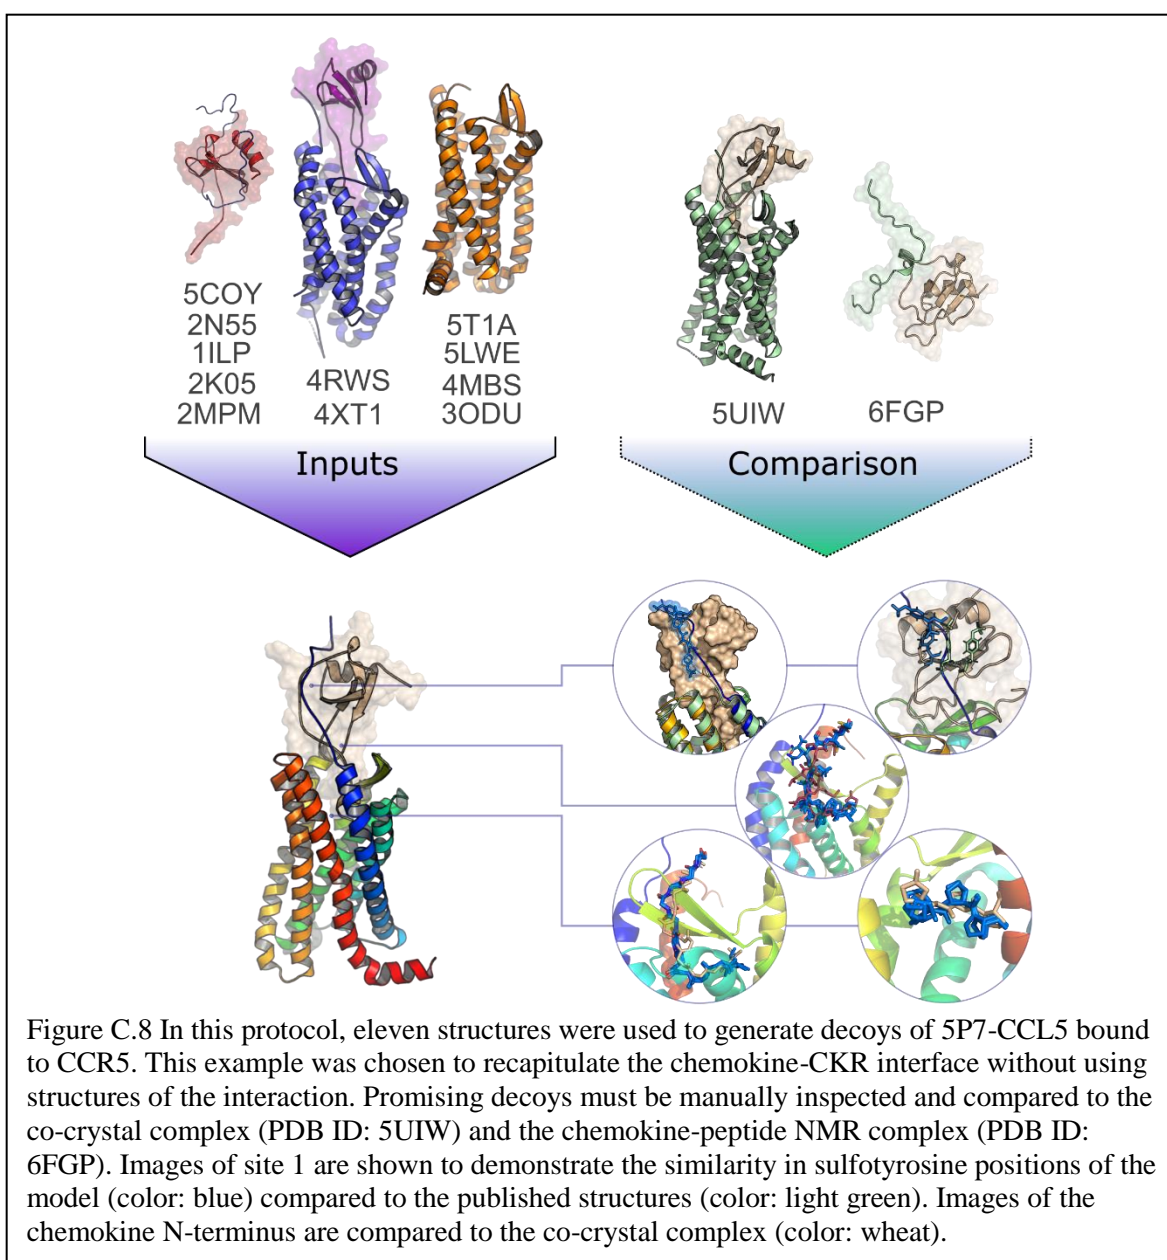 5COY
2N55
1ILP
2K05
2MPM
4RWS
4XT1
5T1A
5LWE
4MBS
3ODU
5UIW
6FGP
Inputs
Comparison
Figure C.8 In this protocol, eleven structures were used to generate decoys of 5P7-CCL5 bound
to CCR5. This example was chosen to recapitulate the chemokine-CKR interface without using
structures of the interaction. Promising decoys must be manually inspected and compared to the
co-crystal complex (PDB ID: 5UIW) and the chemokine-peptide NMR complex (PDB ID:
6FGP). Images of site 1 are shown to demonstrate the similarity in sulfotyrosine positions of the
model (color: blue) compared to the published structures (color: light green). Images of the
chemokine N-terminus are compared to the co-crystal complex (color: wheat).